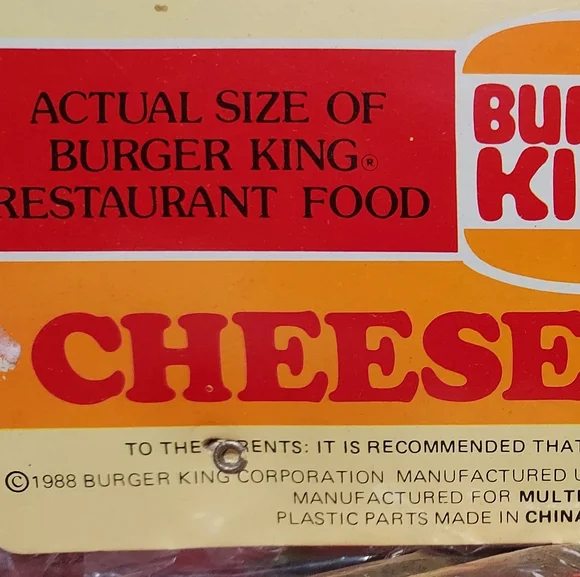 ACTUAL SIZE OF
BURGER KING®
RESTAURANT FOOD
BU
KI
CHEESE
TO THE RENTS: IT IS RECOMMENDED THAT
©1988 BURGER KING CORPORATION MANUFACTURED U
MANUFACTURED FOR MULTI
PLASTIC PARTS MADE IN CHINA